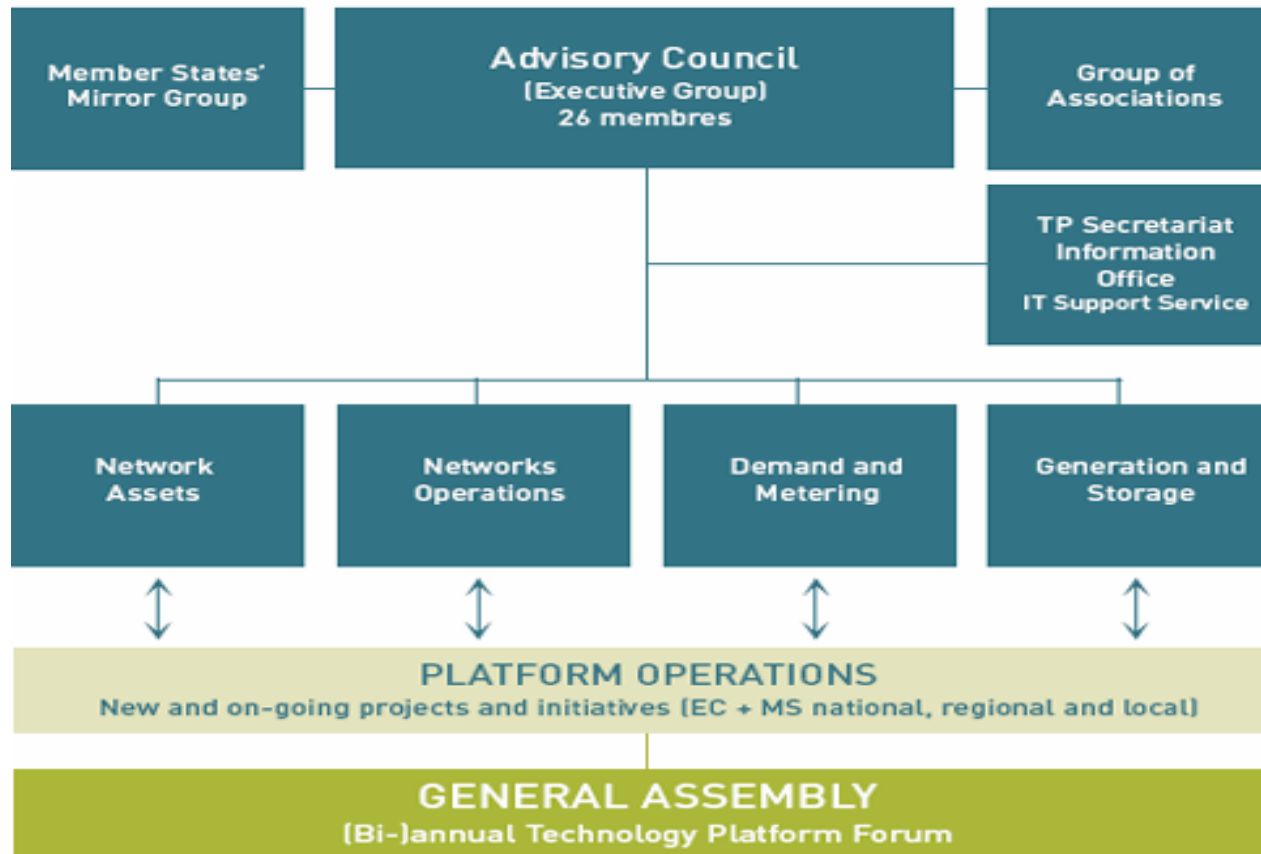 Member States'
Mirror Group
Advisory Council
(Executive Group)
26 membres
Group of
Associations
TP Secretariat
Information
Office
IT Support Service
Network
Assets
Networks
Operations
Demand and
Metering
Generation and
Storage
PLATFORM OPERATIONS
New and on-going projects and initiatives (EC + MS national, regional and local)
GENERAL ASSEMBLY
(Bi-)annual Technology Platform Forum